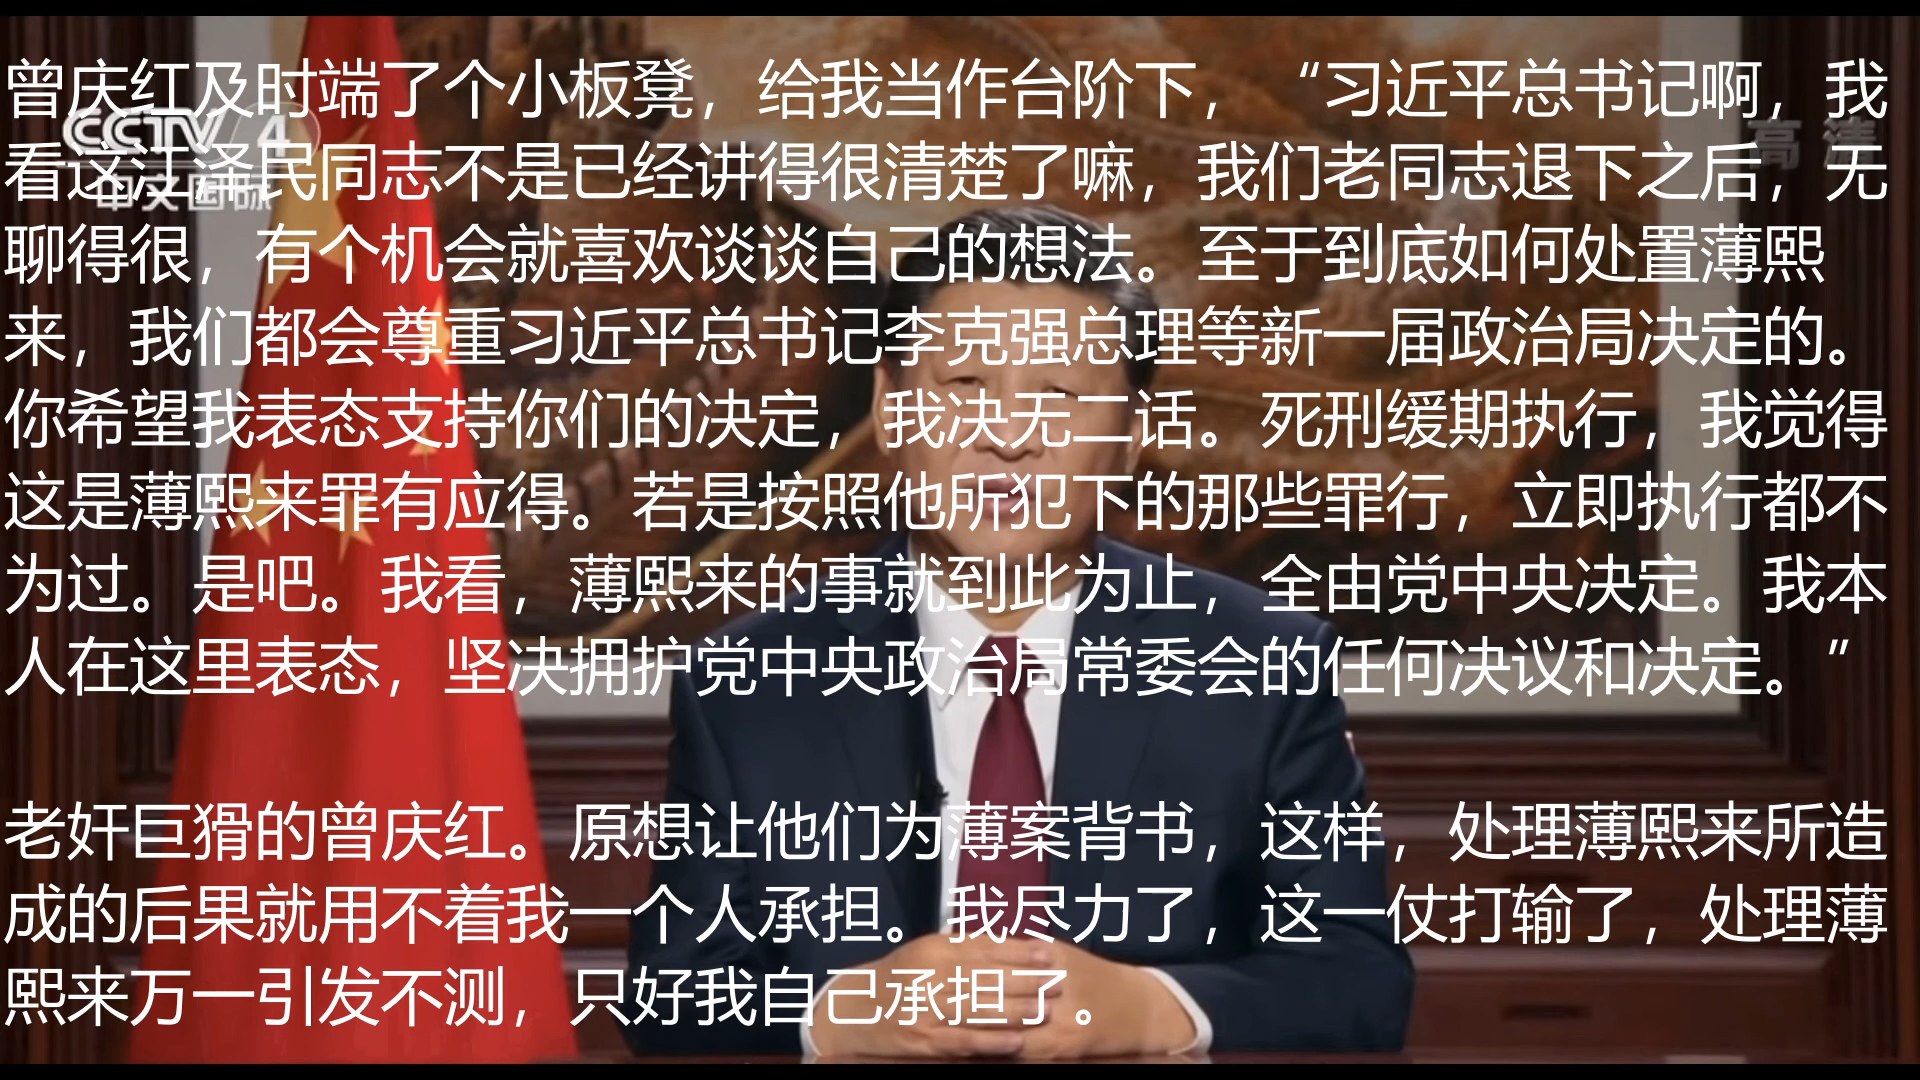 曾庆红及时端了个小板凳，给我当作台阶下，“习近平总书记啊，我
看这江泽民同志不是已经讲得很清楚了嘛，我们老同志退下之后，无
聊得很，有个机会就喜欢谈谈自己的想法。至于到底如何处置薄熙
来，我们都会尊重习近平总书记李克强总理等新一届政治局决定的。
你希望我表态支持你们的决定，我决无二话。死刑缓期执行，我觉得
这是薄熙来罪有应得。若是按照他所犯下的那些罪行，立即执行都不
为过。是吧。我看，薄熙来的事就到此为止，全由党中央决定。我本
人在这里表态，坚决拥护党中央政治局常委会的任何决议和决定。”
老奸巨猾的曾庆红。原想让他们为薄案背书，这样，处理薄熙来所造
成的后果就用不着我一个人承担。我尽力了，这一仗打输了，处理薄
熙来万一引发不测，只好我自己承担了。
CCTV 4
中文国际
高清